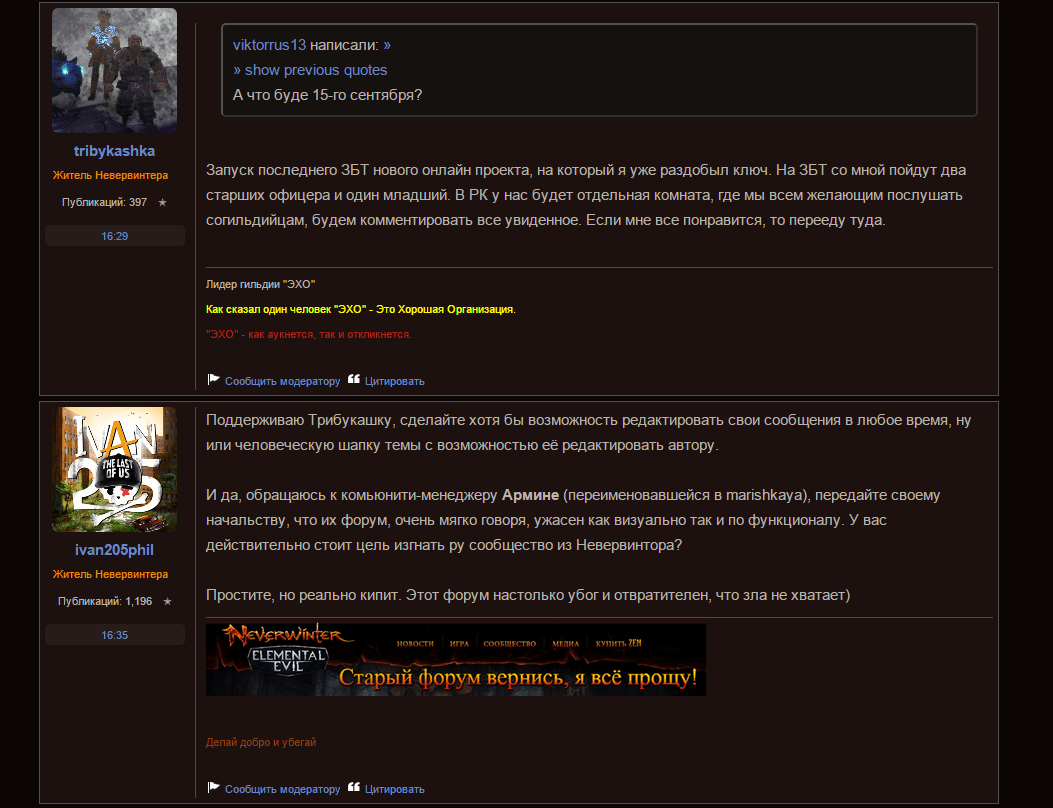 viktorrus13 написали: »
» show previous quotes
А что буде 15-го сентября?
tribykashka
Житель Невервинтера
Публикаций: 397 ★
16:29
Запуск последнего ЗБТ нового онлайн проекта, на который я уже раздобыл ключ. На ЗБТ со мной пойдут два
старших офицера и один младший. В РК у нас будет отдельная комната, где мы всем желающим послушать
согильдийцам, будем комментировать все увиденное. Если мне все понравится, то перееду туда.
Лидер гильдии "ЭХО"
Как сказал один человек "ЭХО" - Это Хорошая Организация.
"ЭХО" - как аукнется, так и откликнется.
Сообщить модератору Цитировать
IVAN
THE LAST
OF US
205
ivan205phil
Житель Невервинтера
Публикаций: 1,196 ★
16:35
Поддерживаю Трибукашку, сделайте хотя бы возможность редактировать свои сообщения в любое время, ну
или человеческую шапку темы с возможностью её редактировать автору.
И да, обращаюсь к комьюнити-менеджеру Армине (переименовавшейся в marishkaya), передайте своему
начальству, что их форум, очень мягко говоря, ужасен как визуально так и по функционалу. У вас
действительно стоит цель изгнать ру сообщество из Невервинтора?
Простите, но реально кипит. Этот форум настолько убог и отвратителен, что зла не хватает)
NEVERWINTER
ELEMENTAL
EVIL
НОВОСТИ ИГРА СООБЩЕСТВО МЕДИА КУПИТЬ ZEN
Старый форум вернись, я всё прощу!
Делай добро и убегай
Сообщить модератору Цитировать